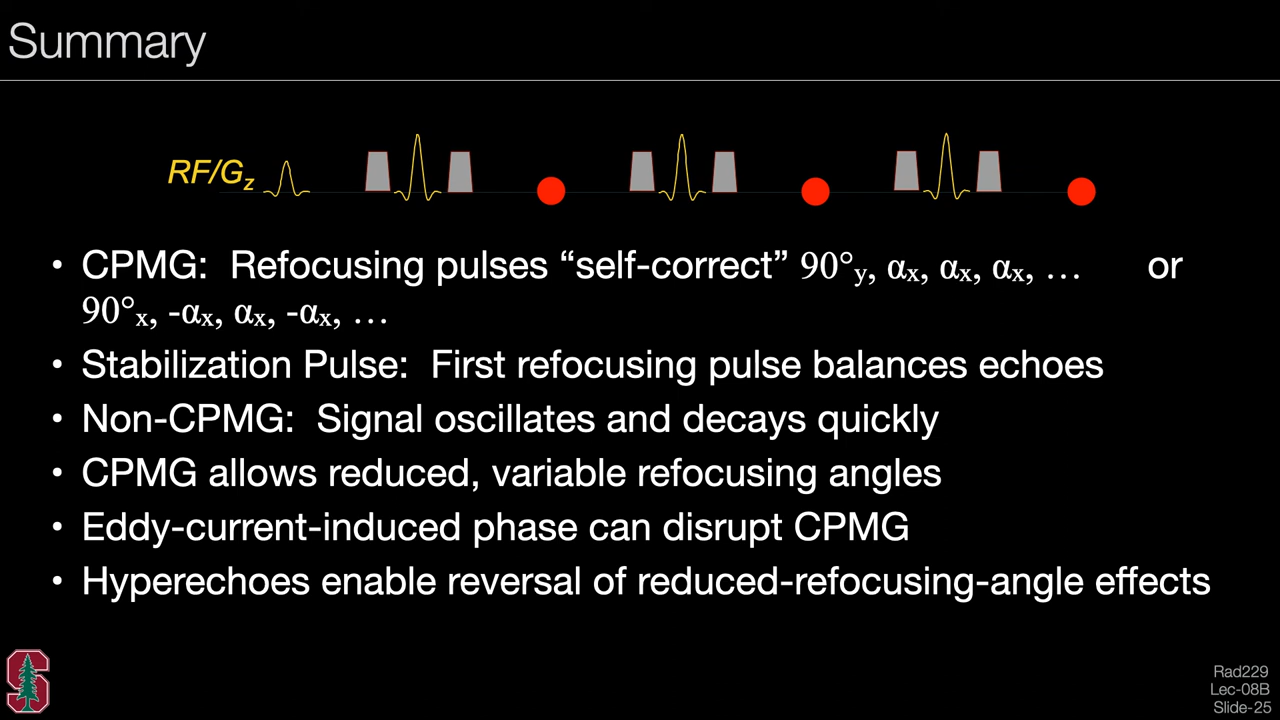 Summary
RF/Gz
• CPMG: Refocusing pulses “self-correct” 90°y, αx, αx, αx, … or
90°x, -αx, αx, -αx, …
• Stabilization Pulse: First refocusing pulse balances echoes
• Non-CPMG: Signal oscillates and decays quickly
• CPMG allows reduced, variable refocusing angles
• Eddy-current-induced phase can disrupt CPMG
• Hyperechoes enable reversal of reduced-refocusing-angle effects
S
Rad229
Lec-08B
Slide-25